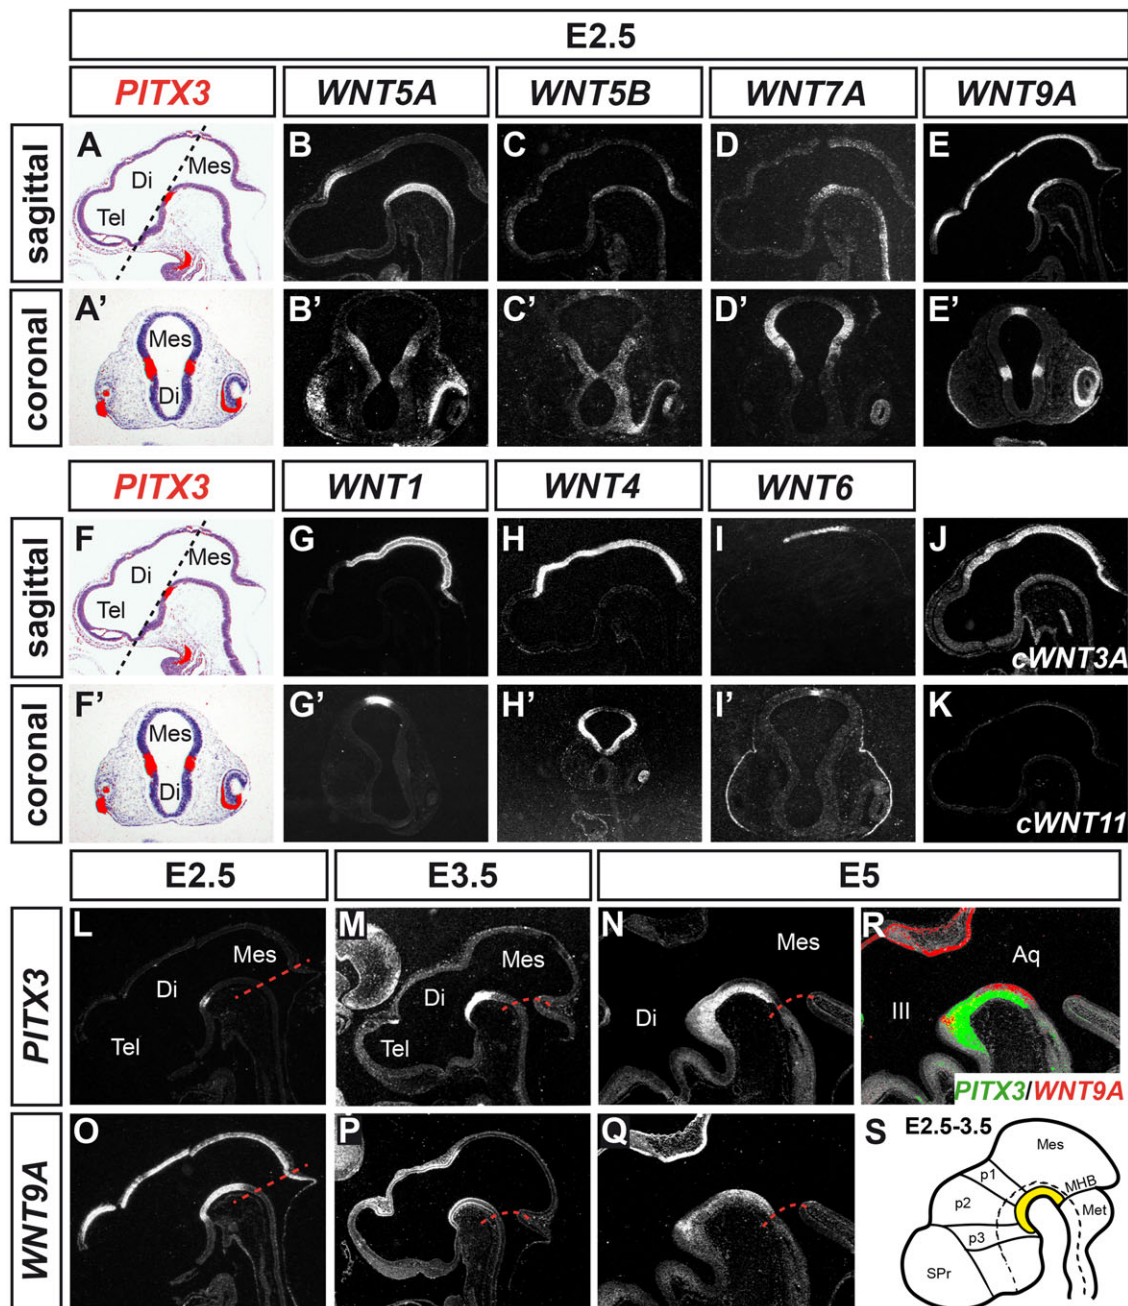 E2.5
PITX3 WNT5A WNT5B WNT7A WNT9A
sagittal
A Di Mes Tel
B
C
D
E
coronal
A' Mes Di
B'
C'
D'
E'
PITX3 WNT1 WNT4 WNT6
sagittal
F Di Mes Tel
G
H
I
J cWNT3A
coronal
F' Mes Di
G'
H'
I'
K cWNT11
E2.5 E3.5 E5
PITX3
L Mes Di Tel
M Mes Di Tel
N Mes Di
R Aq III
PITX3/WNT9A
WNT9A
O
P
Q
S E2.5-3.5
Mes
p1
MHB
p2
Met
p3
SPr